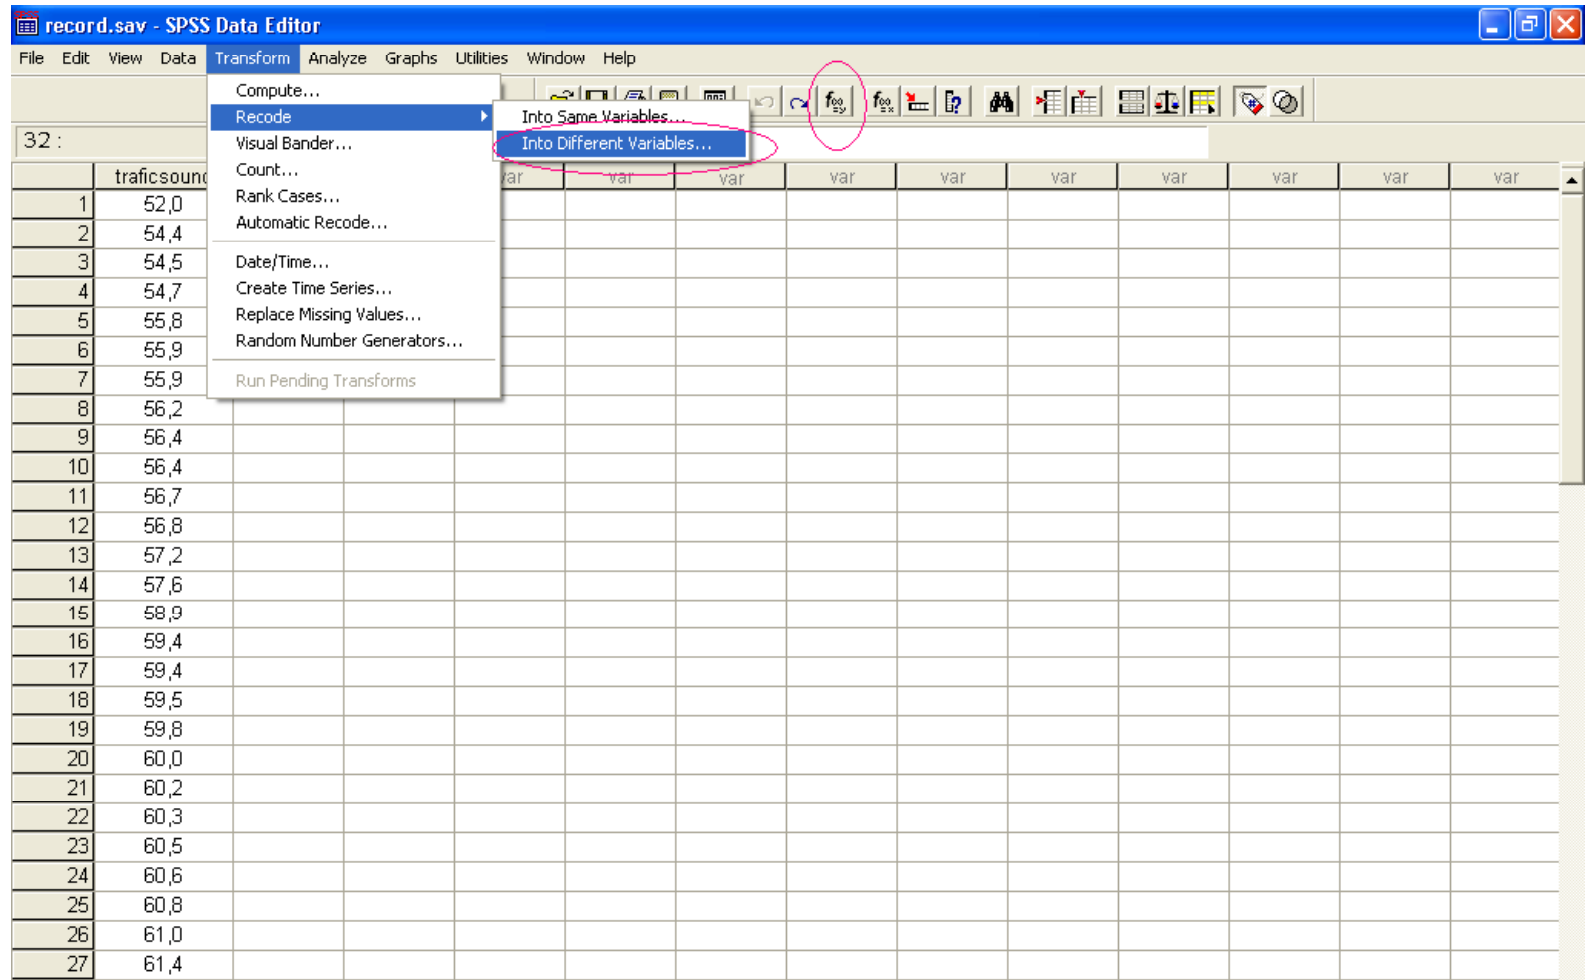 record.sav - SPSS Data Editor
File Edit View Data Transform Analyze Graphs Utilities Window Help
Compute...
Recode
Into Same Variables...
32 :
Visual Bander...
Into Different Variables...
Count...
traficsound var var var var var var var var var var
Rank Cases...
1 52,0
Automatic Recode...
2 54,4
Date/Time...
3 54,5
Create Time Series...
4 54,7
Replace Missing Values...
5 55,8
Random Number Generators...
6 55,9
Run Pending Transforms
7 55,9
8 56,2
9 56,4
10 56,4
11 56,7
12 56,8
13 57,2
14 57,6
15 58,9
16 59,4
17 59,4
18 59,5
19 59,8
20 60,0
21 60,2
22 60,3
23 60,5
24 60,6
25 60,8
26 61,0
27 61,4